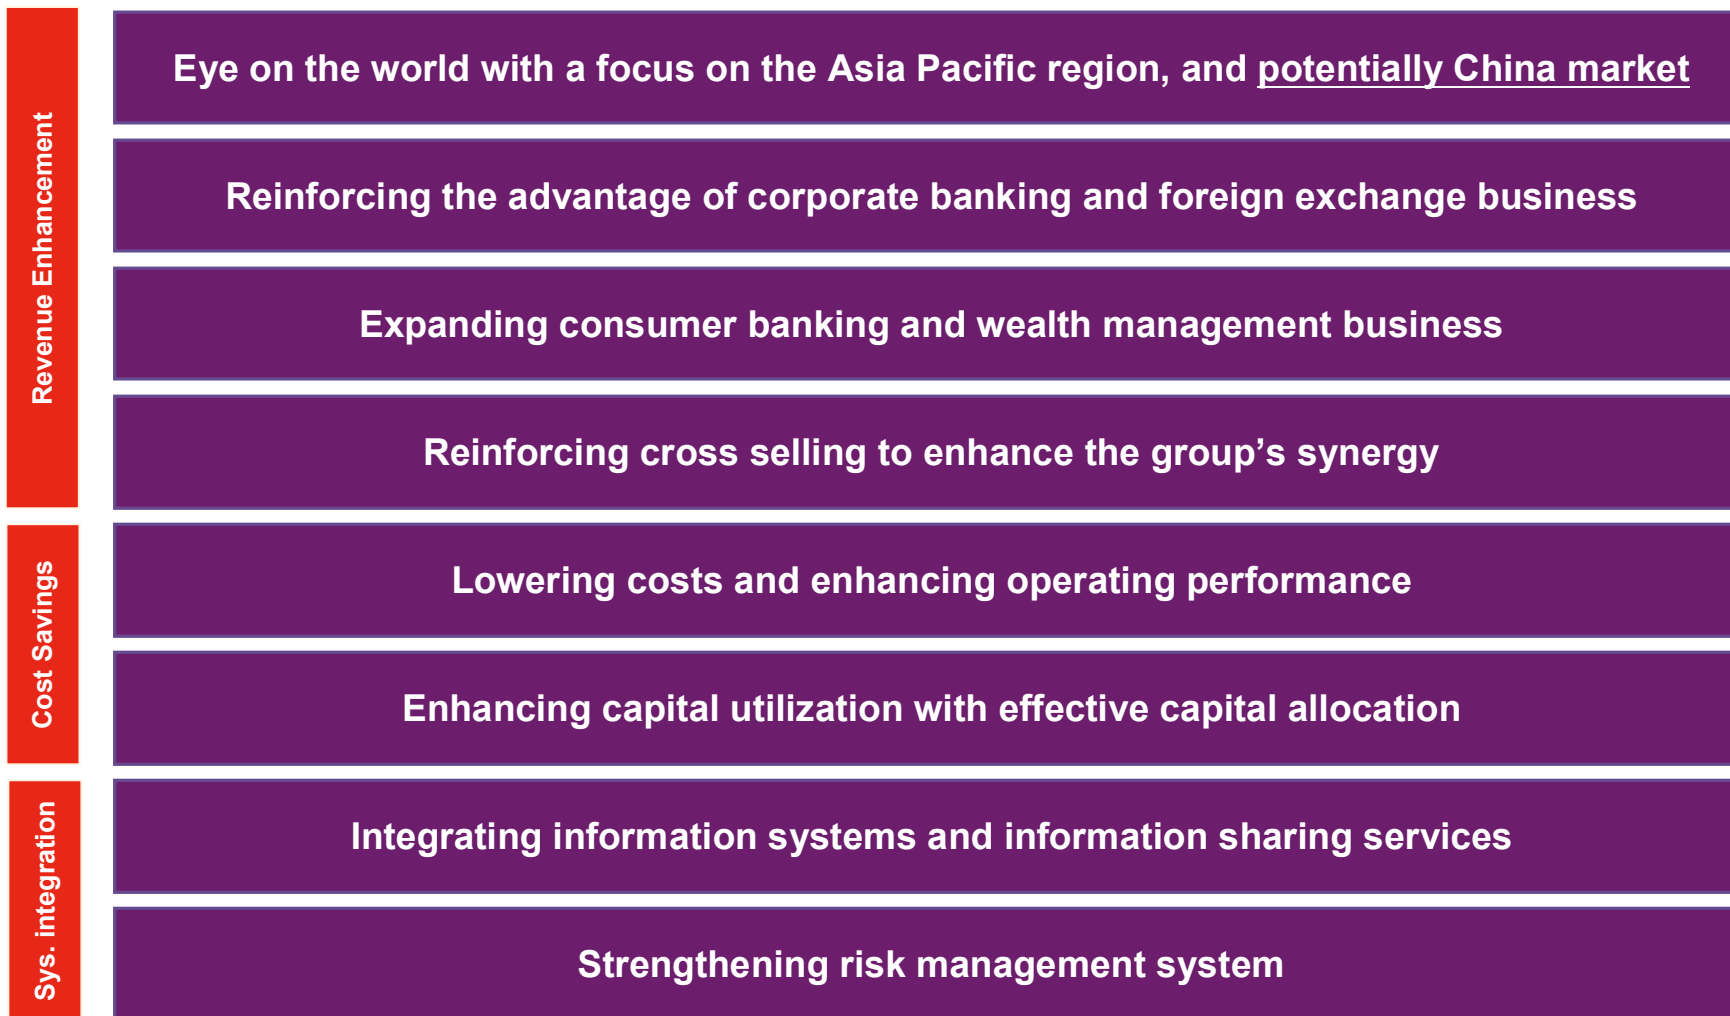 Revenue Enhancement
Eye on the world with a focus on the Asia Pacific region, and potentially China market
Reinforcing the advantage of corporate banking and foreign exchange business
Expanding consumer banking and wealth management business
Reinforcing cross selling to enhance the group’s synergy
Cost Savings
Lowering costs and enhancing operating performance
Enhancing capital utilization with effective capital allocation
Sys. integration
Integrating information systems and information sharing services
Strengthening risk management system